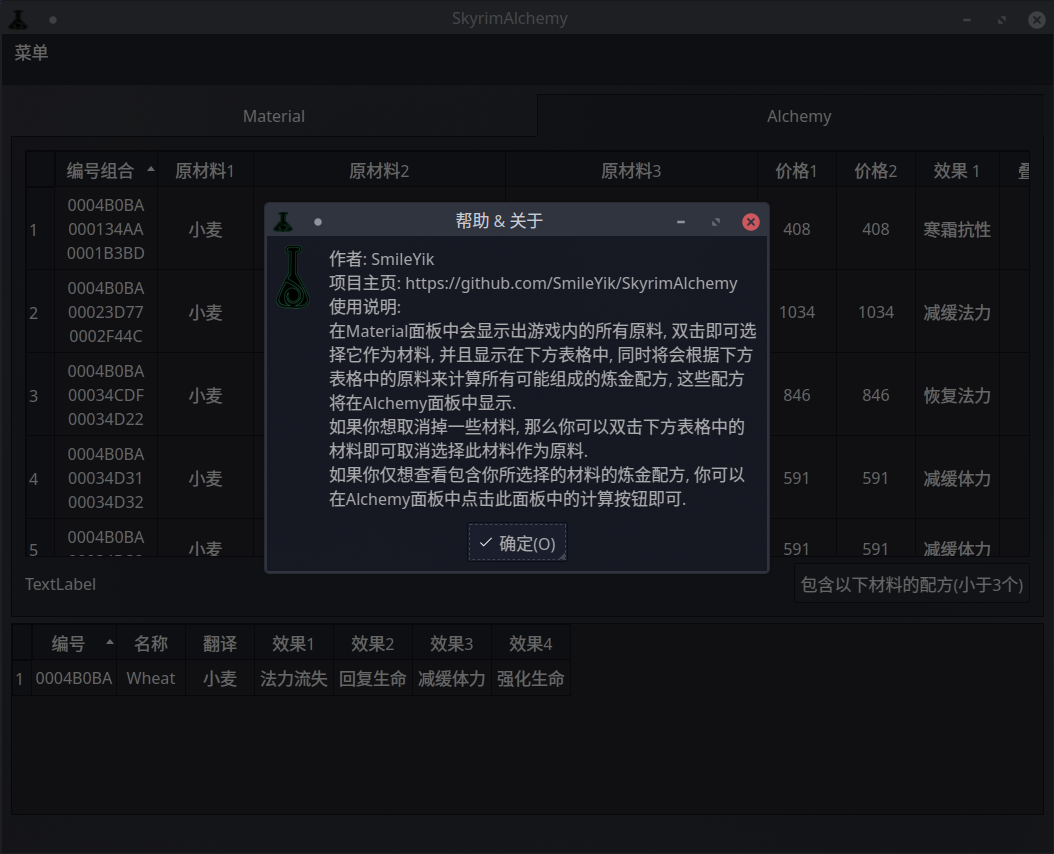 SkyrimAlchemy
菜单
Material Alchemy
编号组合 原材料1 原材料2 原材料3 价格1 价格2 效果 1
1 0004B0BA 000134AA 0001B3BD 小麦 408 408 寒霜抗性
2 0004B0BA 00023D77 0002F44C 小麦 1034 1034 减缓法力
3 0004B0BA 00034CDF 00034D22 小麦 846 846 恢复法力
4 0004B0BA 00034D31 00034D32 小麦 591 591 减缓体力
5 0004B0BA 小麦 591 591 减缓体力
帮助 & 关于
作者: SmileYik
项目主页: https://github.com/SmileYik/SkyrimAlchemy
使用说明:
在Material面板中会显示出游戏内的所有原料, 双击即可选
择它作为材料, 并且显示在下方表格中, 同时将会根据下方
表格中的原料来计算所有可能组成的炼金配方, 这些配方
将在Alchemy面板中显示.
如果你想取消掉一些材料, 那么你可以双击下方表格中的
材料即可取消选择此材料作为原料.
如果你仅想查看包含你所选择的材料的炼金配方, 你可以
在Alchemy面板中点击此面板中的计算按钮即可.
确定(O)
TextLabel 包含以下材料的配方(小于3个)
编号 名称 翻译 效果1 效果2 效果3 效果4
1 0004B0BA Wheat 小麦 法力流失 回复生命 减缓体力 强化生命